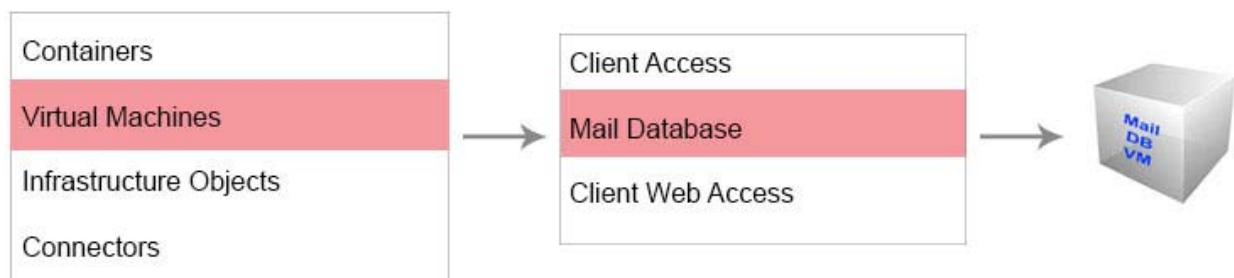 Containers
Virtual Machines
Infrastructure Objects
Connectors
Client Access
Mail Database
Client Web Access
Mail
DB
VM